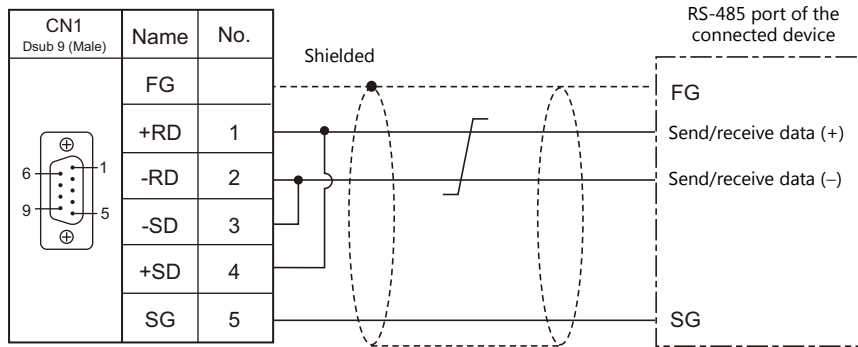 CN1
Dsub 9 (Male)
Name
No.
Shielded
RS-485 port of the
connected device
FG
FG
+RD
1
Send/receive data (+)
-RD
2
Send/receive data (−)
-SD
3
+SD
4
SG
5
SG
6
1
9
5